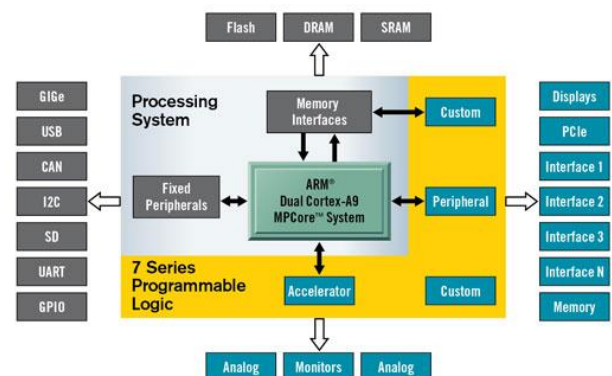 Flash
DRAM
SRAM
GIGe
USB
CAN
I2C
SD
UART
GPIO
Processing
System
Memory
Interfaces
Custom
Fixed
Peripherals
ARM®
Dual Cortex-A9
MPCore™ System
Peripheral
7 Series
Programmable
Logic
Accelerator
Custom
Displays
PCIe
Interface 1
Interface 2
Interface 3
Interface N
Memory
Analog
Monitors
Analog